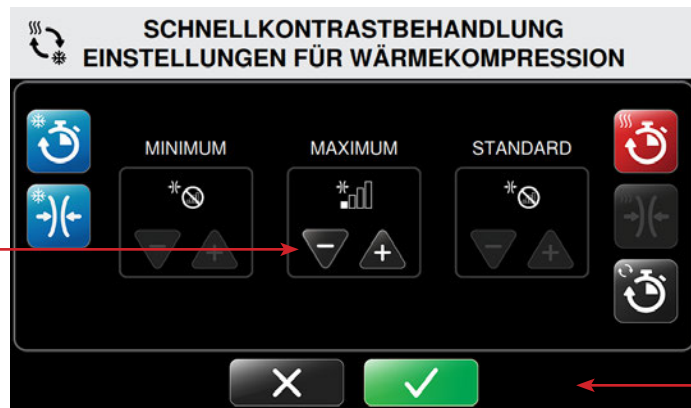 SCHNELLKONTRASTBEHANDLUNG
EINSTELLUNGEN FÜR WÄRMEKOMPRESSION
MINIMUM MAXIMUM STANDARD